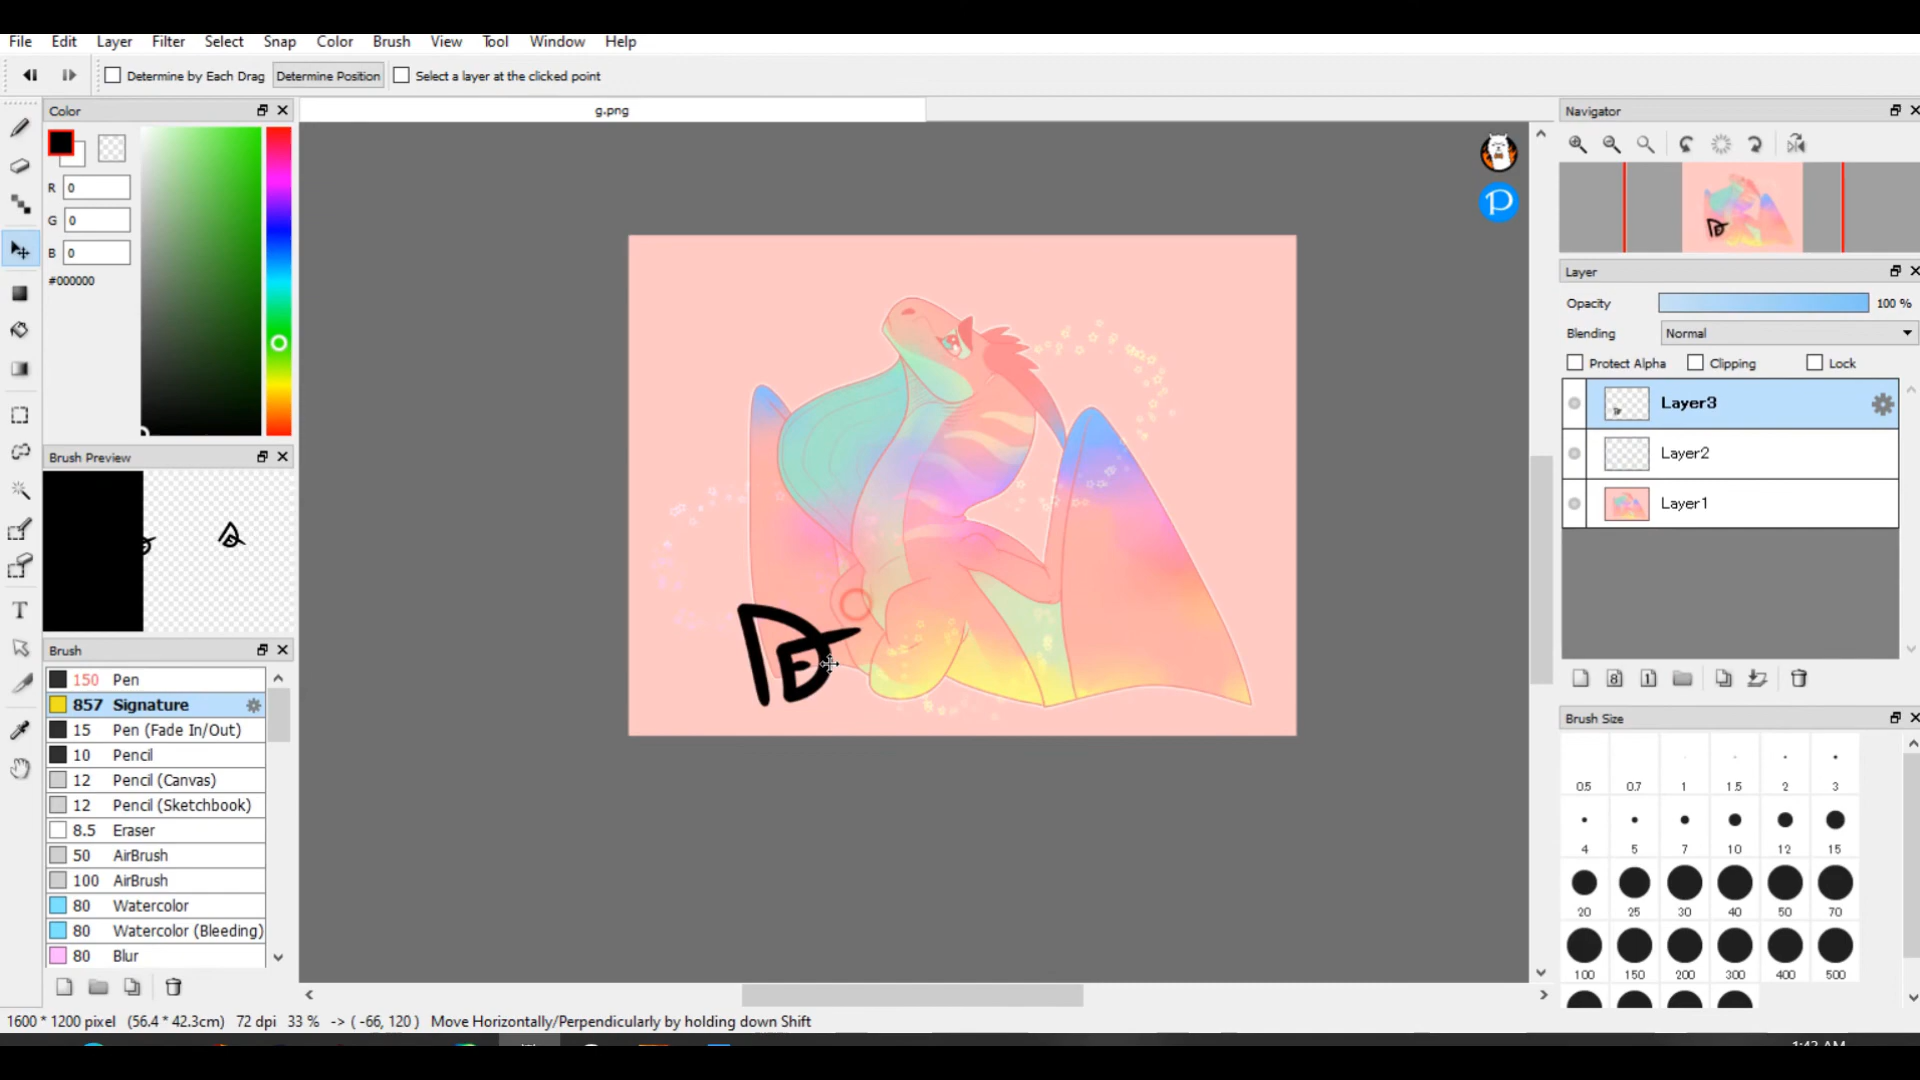 File Edit Layer Filter Select Snap Color Brush View Tool Window Help
Determine by Each Drag Determine Position Select a layer at the clicked point
Color
g.png
Navigator
R 0
G 0
B 0
#000000
P
Layer
Opacity 100 %
Blending Normal
Protect Alpha Clipping Lock
Layer3
Layer2
Layer1
Brush Preview
Brush
150 Pen
857 Signature
15 Pen (Fade In/Out)
10 Pencil
12 Pencil (Canvas)
12 Pencil (Sketchbook)
8.5 Eraser
50 AirBrush
100 AirBrush
80 Watercolor
80 Watercolor (Bleeding)
80 Blur
8 1
Brush Size
0.5 0.7 1 1.5 2 3
4 5 7 10 12 15
20 25 30 40 50 70
100 150 200 300 400 500
T
1600 * 1200 pixel (56.4 * 42.3cm) 72 dpi 33 % -> ( -66, 120 ) Move Horizontally/Perpendicularly by holding down Shift